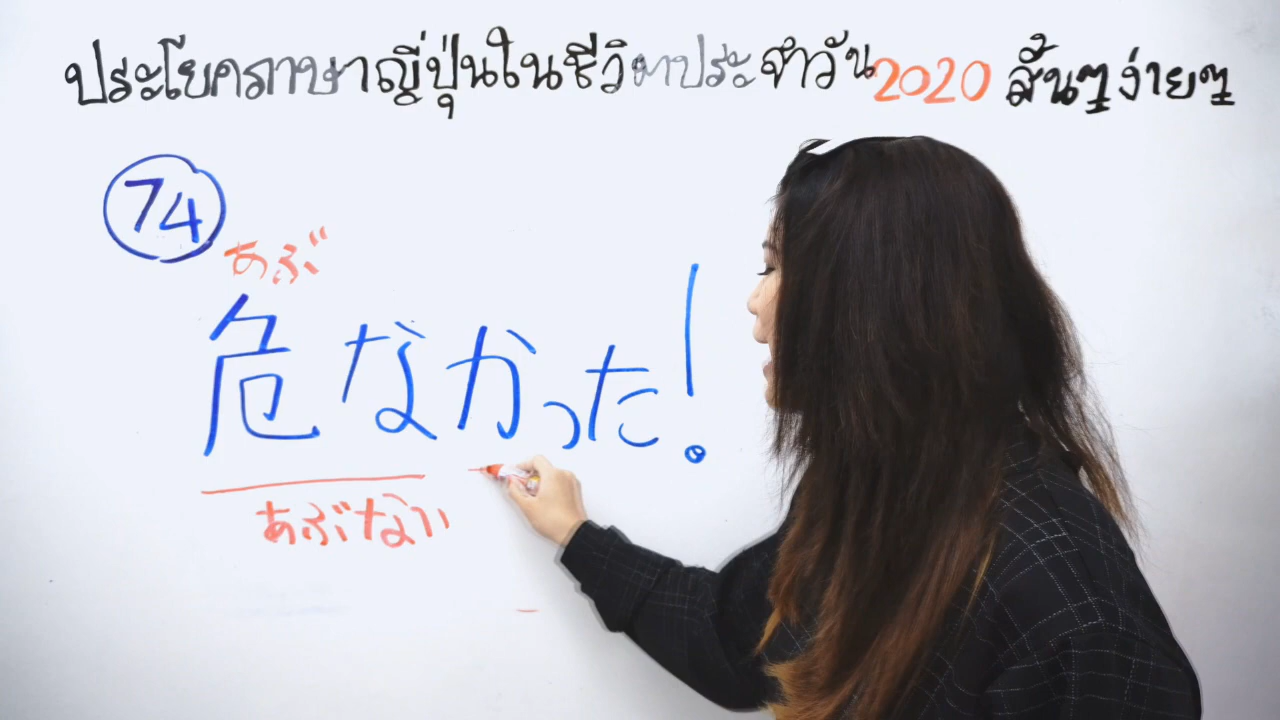 ประโยคภาษาญี่ปุ่นในชีวิตประจำวัน 2020 สั้นๆ ง่ายๆ
74
あぶ
危なかった!
あぶない